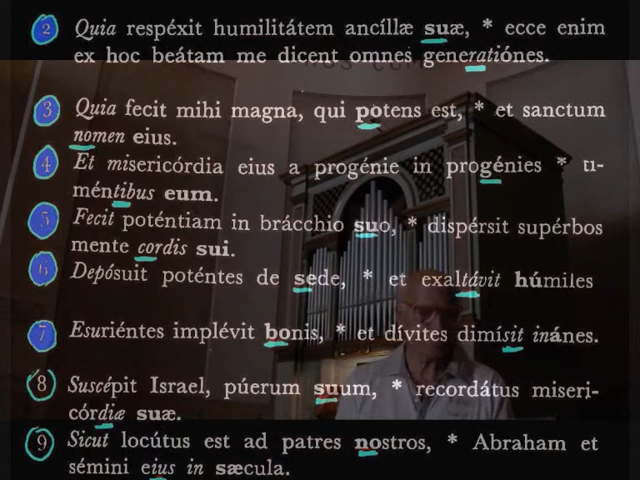 2 Quia respéxit humilitátem ancíllæ suæ, * ecce enim
ex hoc beátam me dicent omnes generatiónes.
3 Quia fecit mihi magna, qui potens est, * et sanctum
nomen eius.
4 Et misericórdia eius a progénie in progénies * ti-
méntibus eum.
5 Fecit poténtiam in brácchio suo, * dispérsit supérbos
mente cordis sui.
6 Depósuit poténtes de sede, * et exaltávit húmiles
7 Esuriéntes implévit bonis, * et dívites dimísit inánes.
8 Suscépit Israel, púerum suum, * recordátus miseri-
córdiæ suæ.
9 Sicut locútus est ad patres nostros, * Abraham et
sémini eius in sæcula.